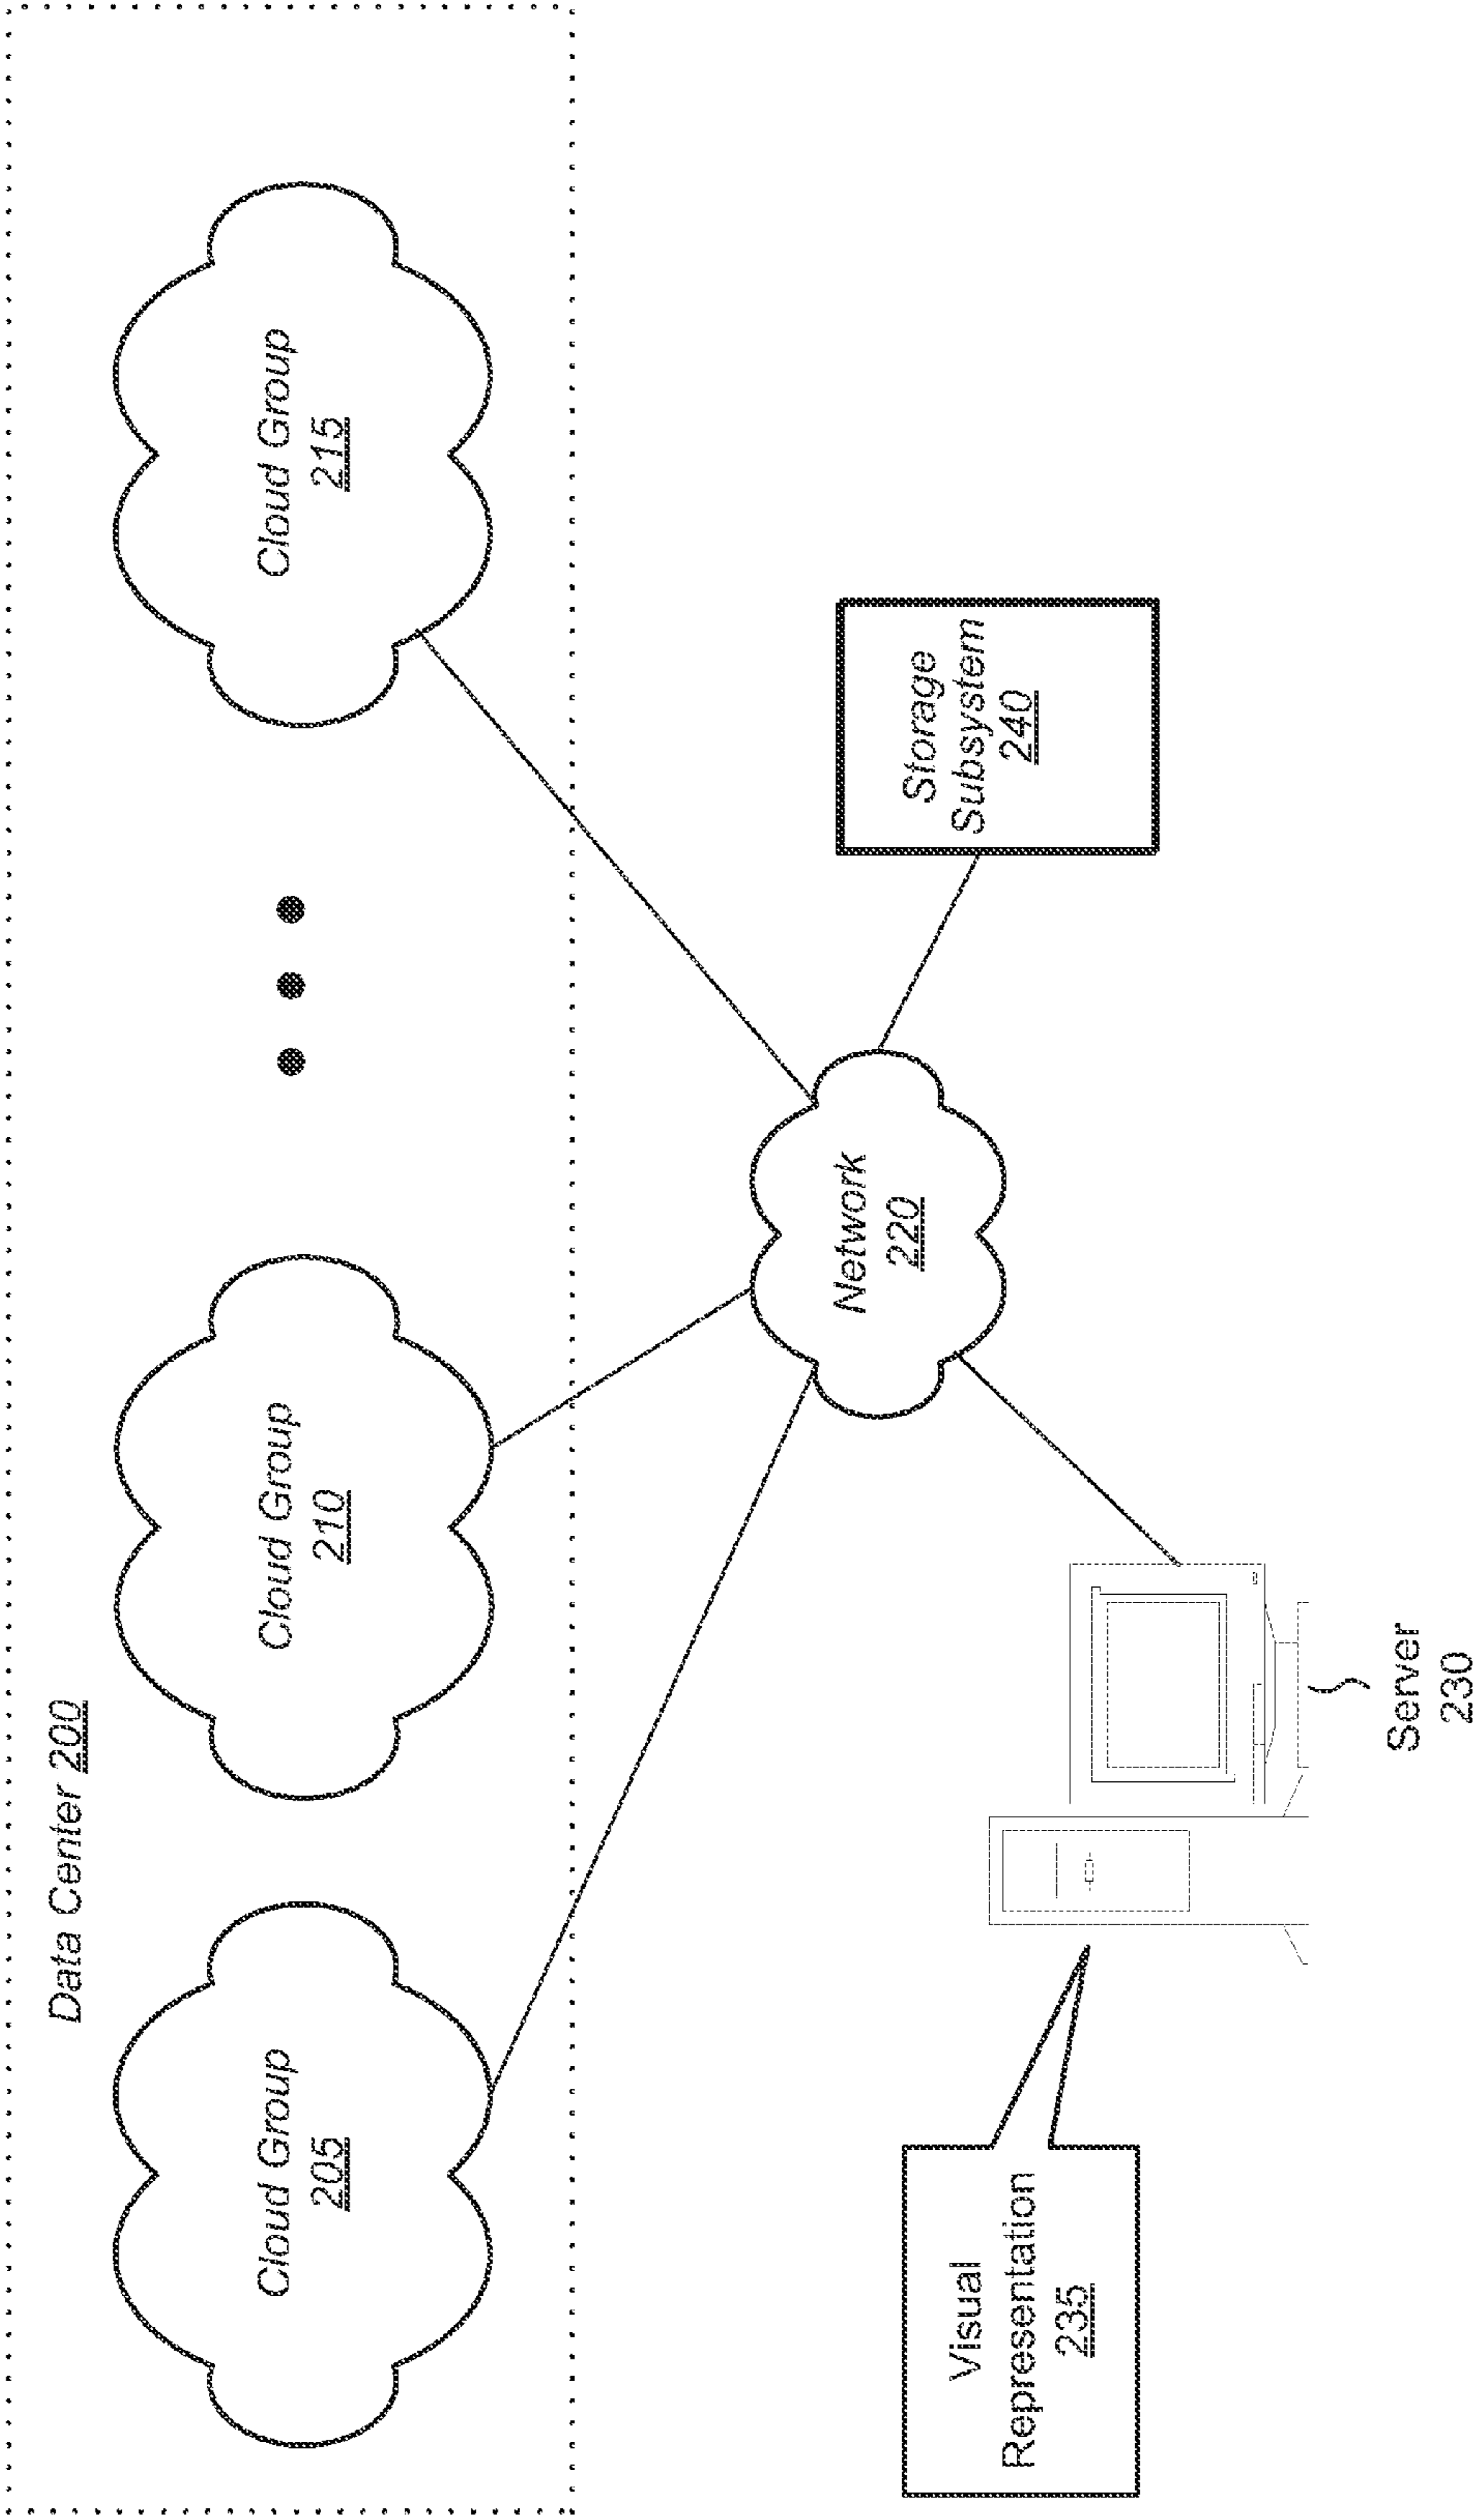 Data Center 200
Cloud Group
205
Cloud Group
210
Cloud Group
215
Network
220
Storage
Subsystem
240
Visual
Representation
235
Server
230